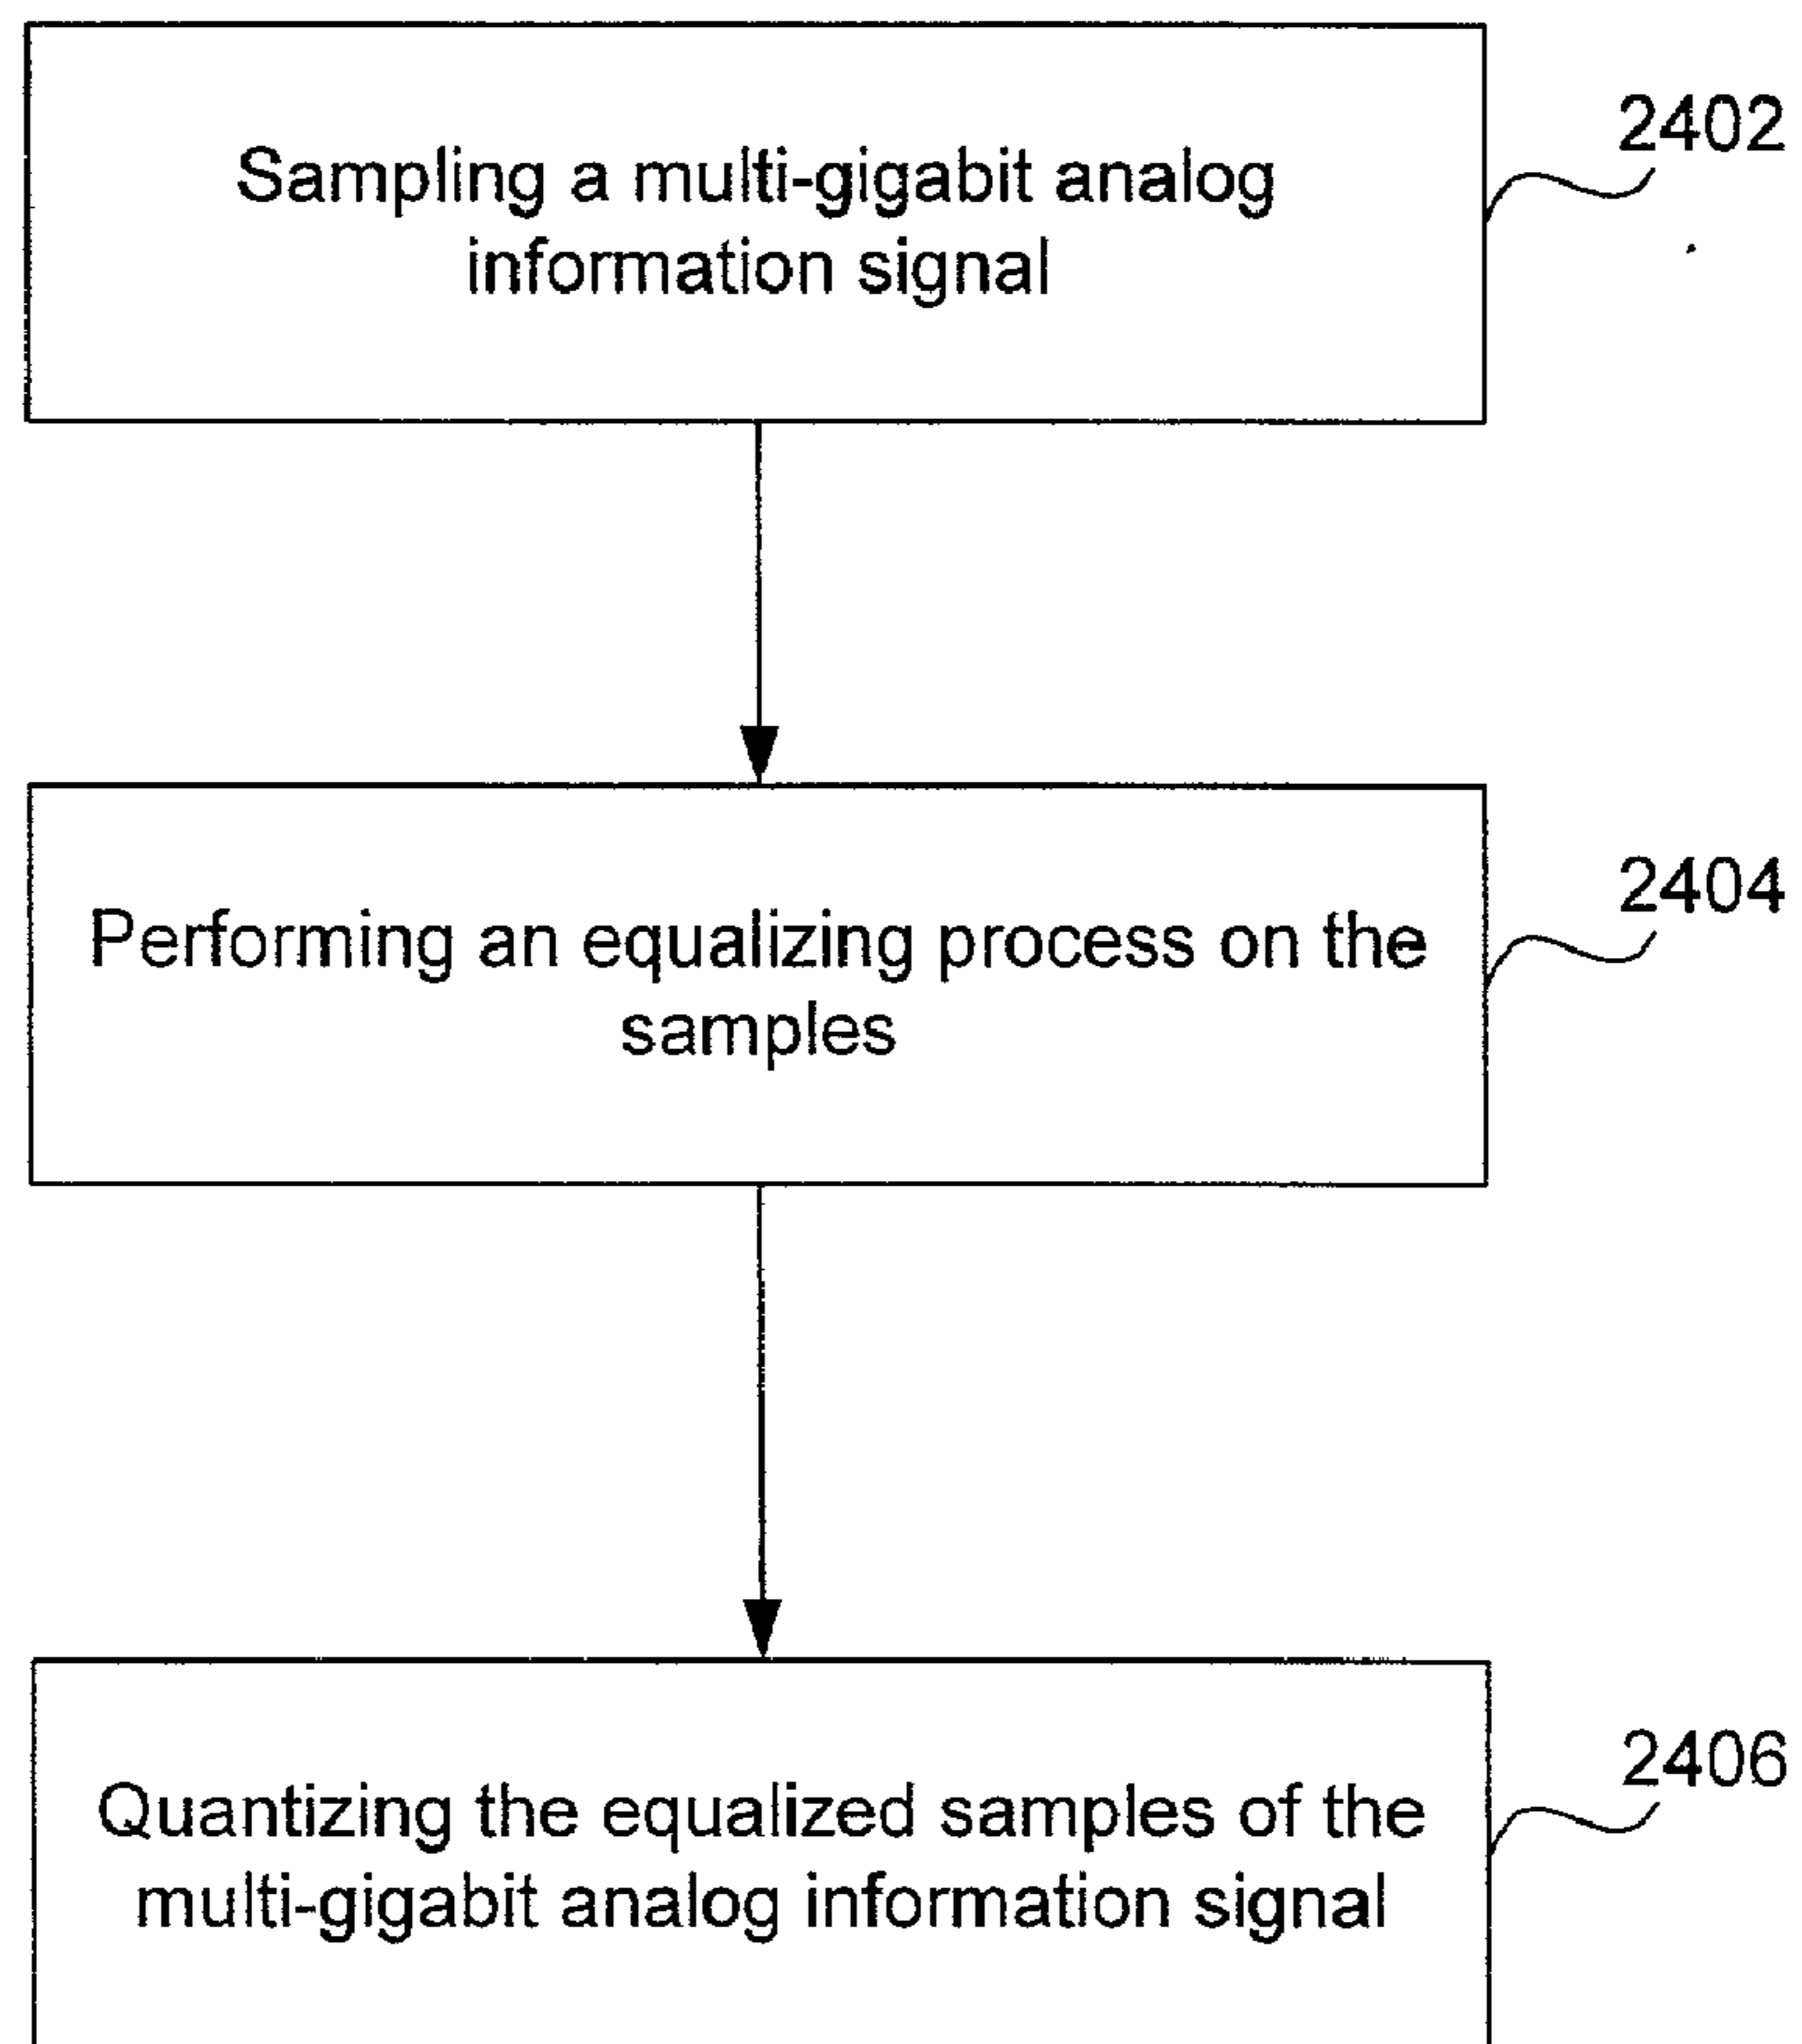 Sampling a multi-gigabit analog
information signal
2402
Performing an equalizing process on the
samples
2404
Quantizing the equalized samples of the
multi-gigabit analog information signal
2406